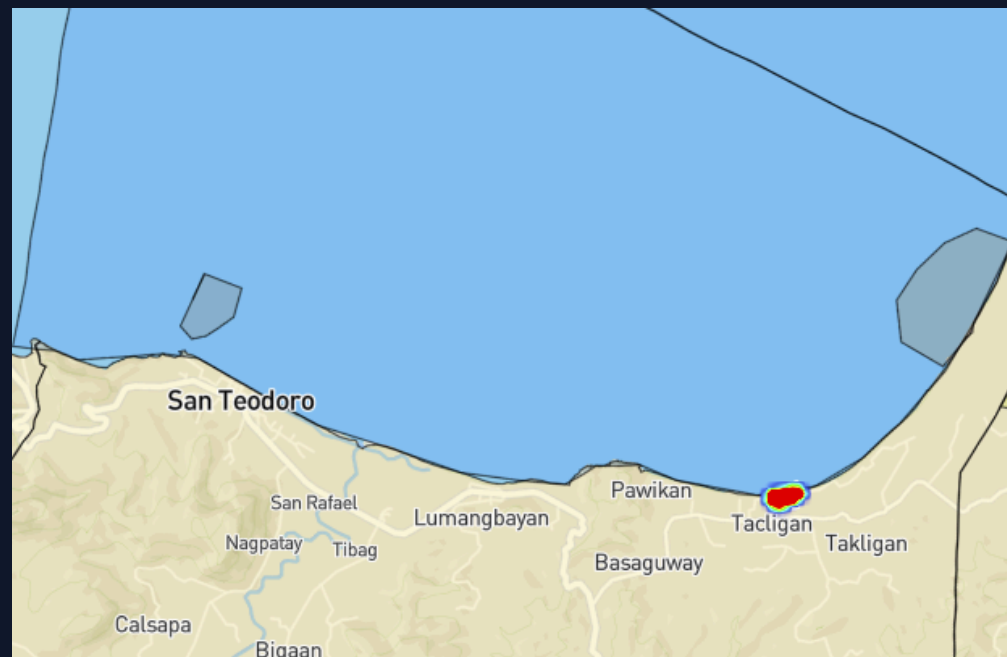 San Teodoro
Pawikan
San Rafael
Lumangbayan
Tacligan
Nagpatay
Tibag
Takligan
Basaguway
Calsapa
Bigaan